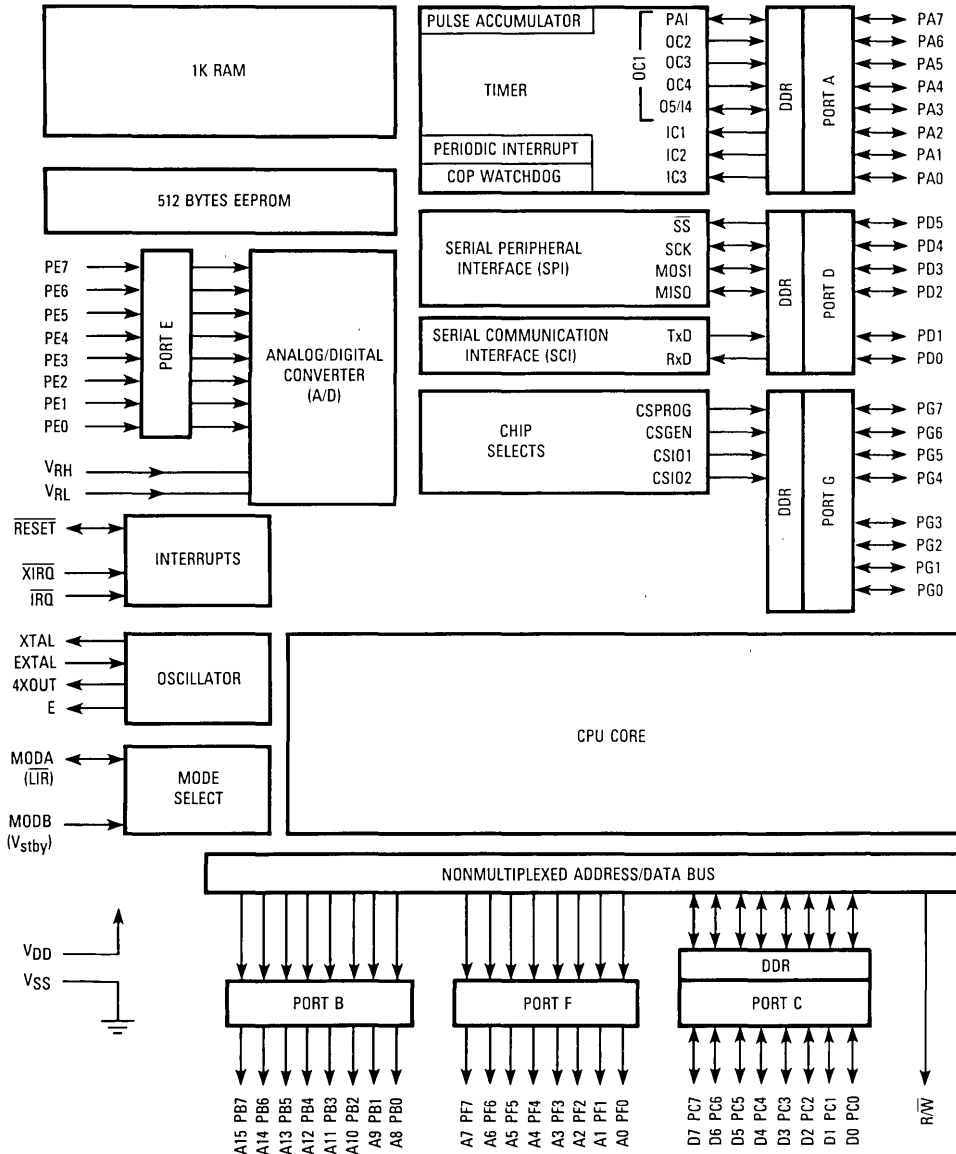 1K RAM
512 BYTES EEPROM
PULSE ACCUMULATOR
TIMER
PERIODIC INTERRUPT
COP WATCHDOG
OC1
PAI
OC2
OC3
OC4
O5/I4
IC1
IC2
IC3
DDR
PORT A
PA7
PA6
PA5
PA4
PA3
PA2
PA1
PA0
SERIAL PERIPHERAL
INTERFACE (SPI)
SS
SCK
MOSI
MISO
SERIAL COMMUNICATION
INTERFACE (SCI)
TxD
RxD
DDR
PORT D
PD5
PD4
PD3
PD2
PD1
PD0
CHIP
SELECTS
CSPROG
CSGEN
CSIO1
CSIO2
DDR
PORT G
PG7
PG6
PG5
PG4
PG3
PG2
PG1
PG0
PE7
PE6
PE5
PE4
PE3
PE2
PE1
PE0
PORT E
ANALOG/DIGITAL
CONVERTER
(A/D)
VRH
VRL
RESET
XIRQ
IRQ
INTERRUPTS
XTAL
EXTAL
4XOUT
E
OSCILLATOR
MODA
(LIR)
MODB
(Vstby)
MODE
SELECT
CPU CORE
NONMULTIPLEXED ADDRESS/DATA BUS
VDD
VSS
PORT B
PORT F
DDR
PORT C
A15 PB7
A14 PB6
A13 PB5
A12 PB4
A11 PB3
A10 PB2
A9 PB1
A8 PB0
A7 PF7
A6 PF6
A5 PF5
A4 PF4
A3 PF3
A2 PF2
A1 PF1
A0 PF0
D7 PC7
D6 PC6
D5 PC5
D4 PC4
D3 PC3
D2 PC2
D1 PC1
D0 PC0
R/W